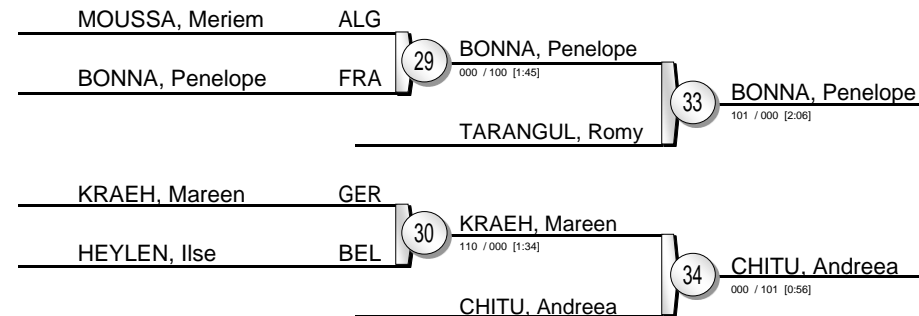 MOUSSA, Meriem ALG
BONNA, Penelope FRA
29
BONNA, Penelope
000 / 100 [1:45]
TARANGUL, Romy
33
BONNA, Penelope
101 / 000 [2:06]
KRAEH, Mareen GER
HEYLEN, Ilse BEL
30
KRAEH, Mareen
110 / 000 [1:34]
CHITU, Andreea
34
CHITU, Andreea
000 / 101 [0:56]